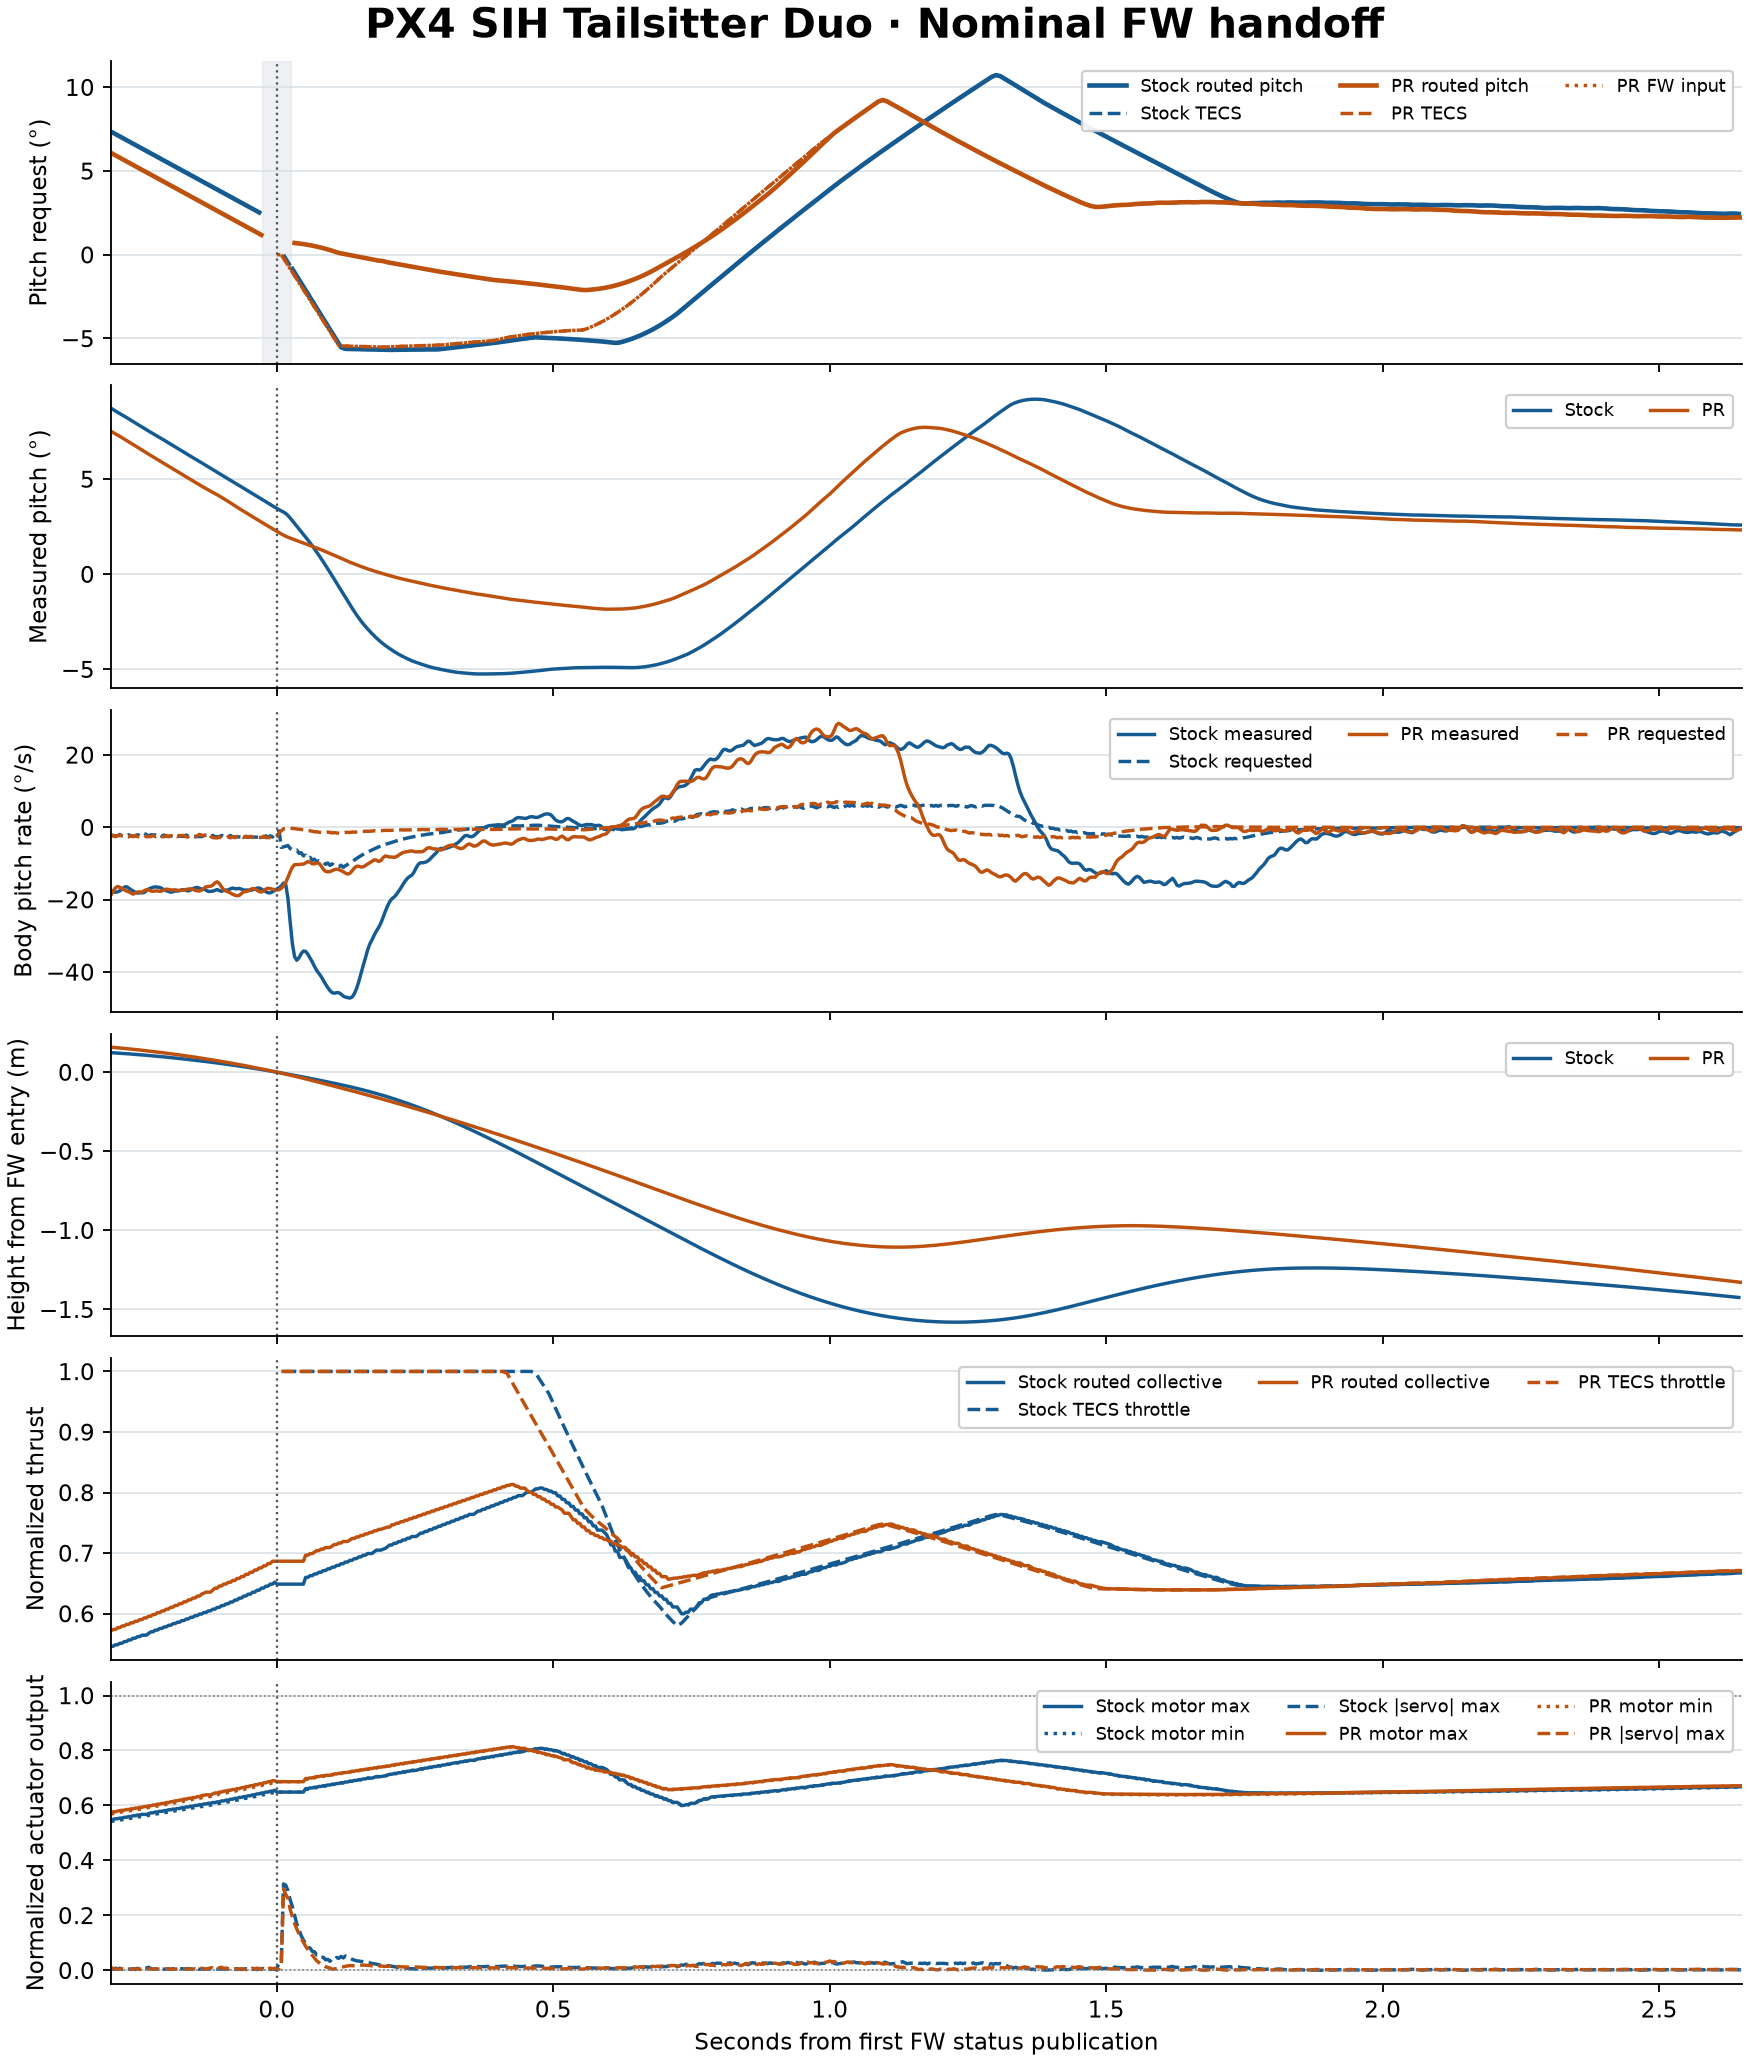 PX4 SIH Tailsitter Duo · Nominal FW handoff
Pitch request (°)
10
5
0
−5
Stock routed pitch
Stock TECS
PR routed pitch
PR TECS
PR FW input
Measured pitch (°)
5
0
−5
Stock
PR
Body pitch rate (°/s)
20
0
−20
−40
Stock measured
Stock requested
PR measured
PR requested
Height from FW entry (m)
0.0
−0.5
−1.0
−1.5
Stock
PR
Normalized thrust
1.0
0.9
0.8
0.7
0.6
Stock routed collective
Stock TECS throttle
PR routed collective
PR TECS throttle
Normalized actuator output
1.0
0.8
0.6
0.4
0.2
0.0
Stock motor max
Stock motor min
Stock |servo| max
PR motor max
PR motor min
PR |servo| max
0.0
0.5
1.0
1.5
2.0
2.5
Seconds from first FW status publication